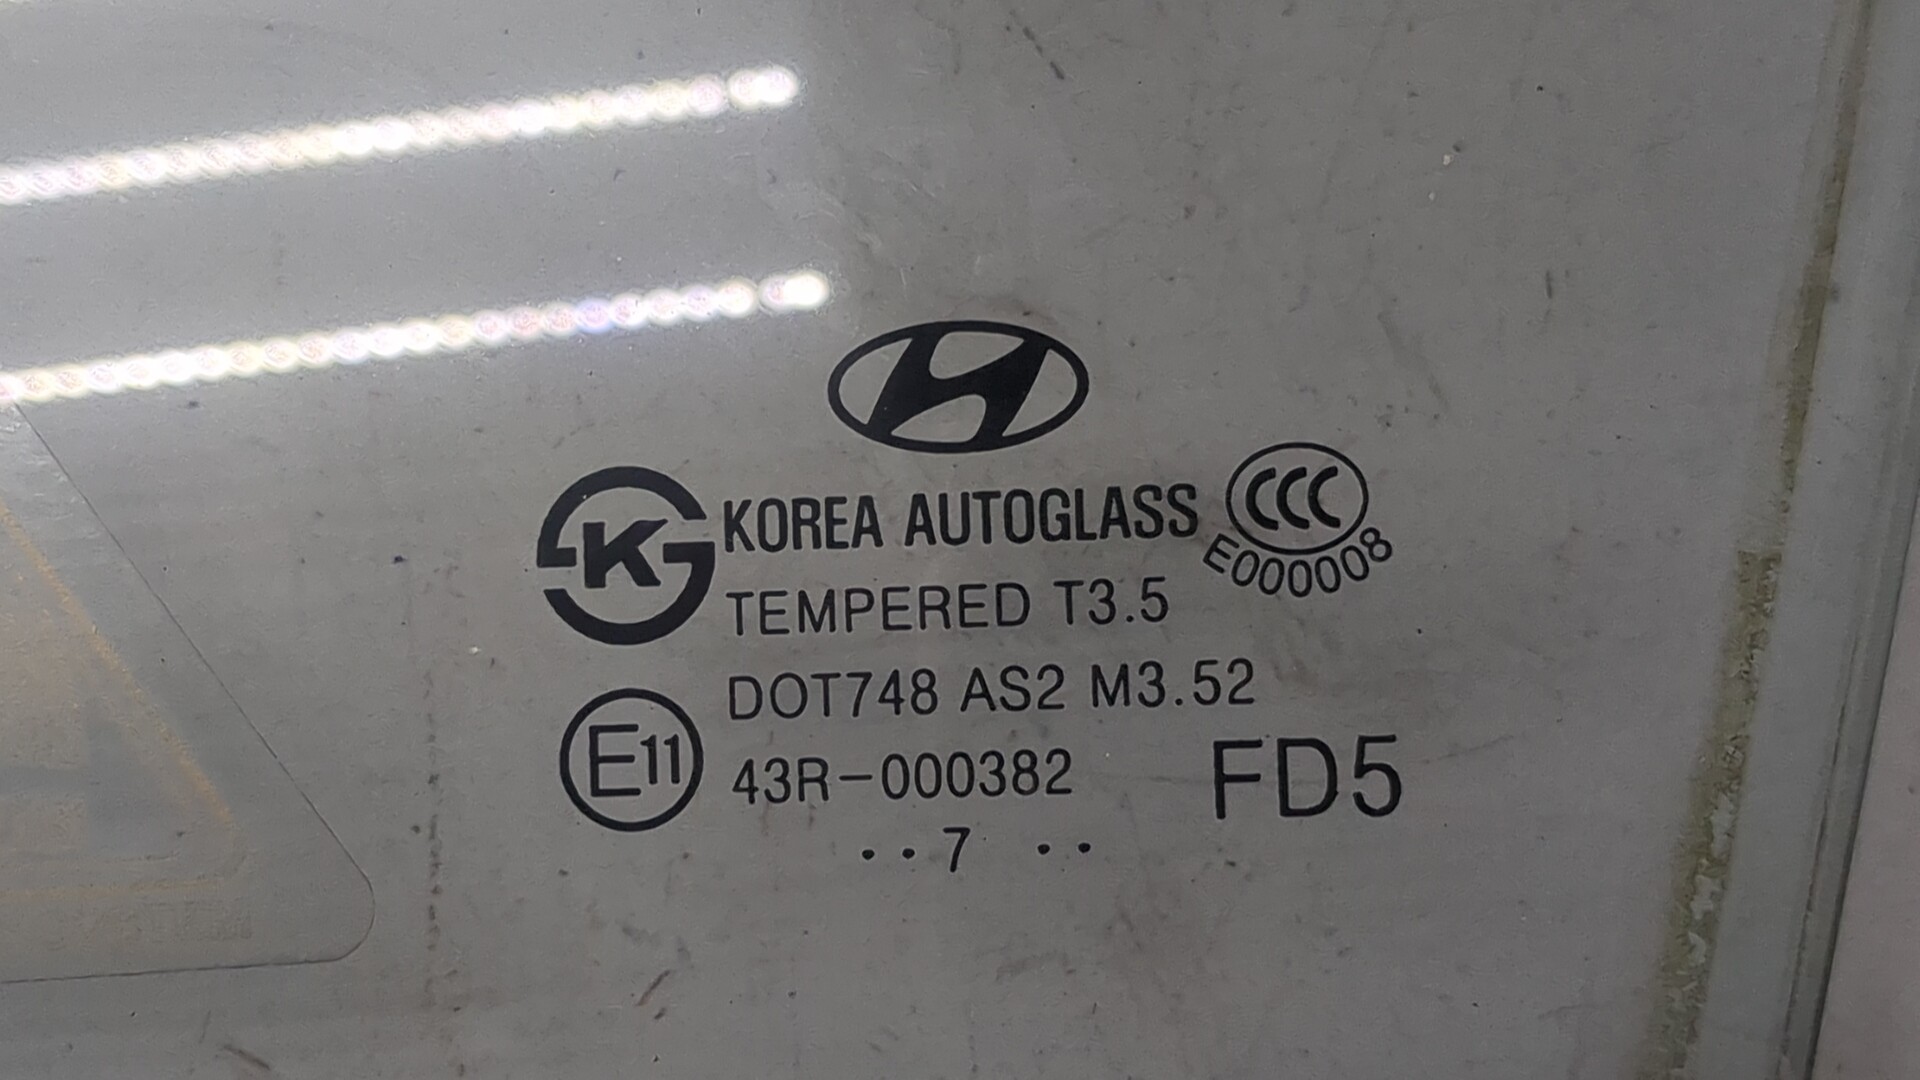 KOREA AUTOGLASS
CCC
E000008
K
TEMPERED T3.5
DOT748 AS2 M3.52
E11
43R-000382
FD5
..7 ..